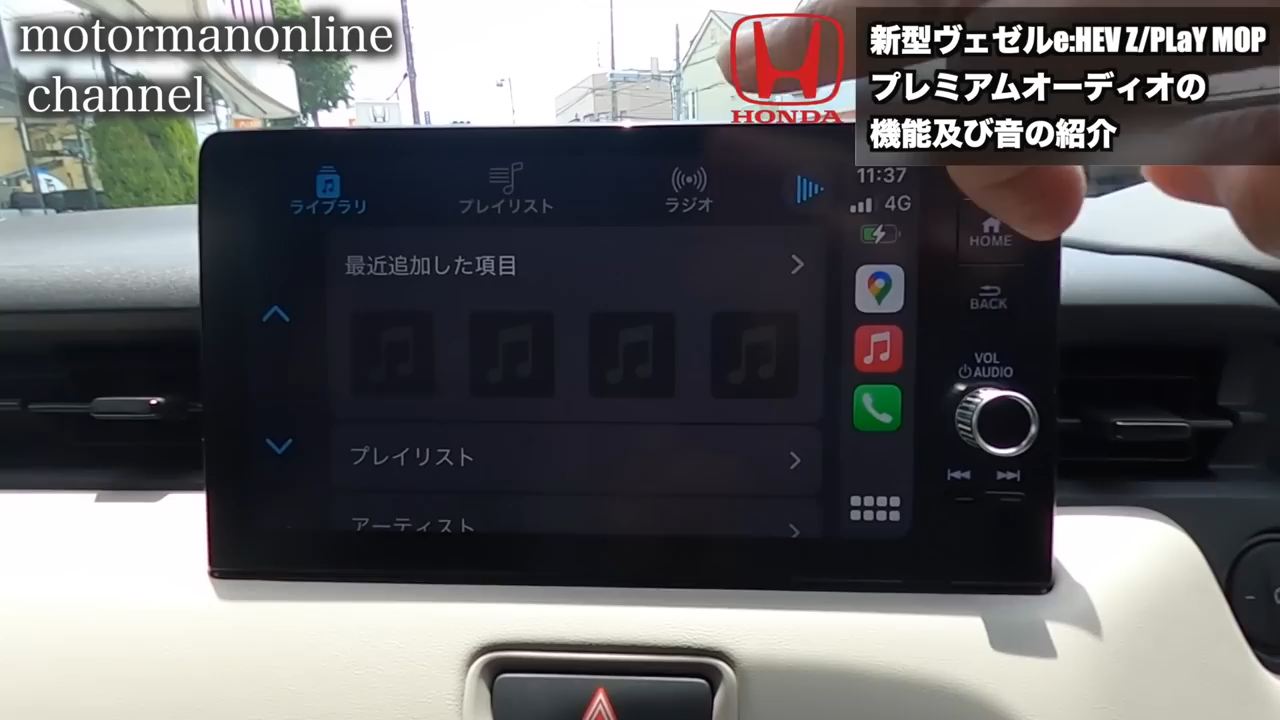 motormanonline
channel
HONDA
新型ヴェゼルe:HEV Z/PLaY MOP
プレミアムオーディオの
機能及び音の紹介
ライブラリ
プレイリスト
ラジオ
11:37
4G
最近追加した項目
プレイリスト
アーティスト
HOME
BACK
VOL
AUDIO